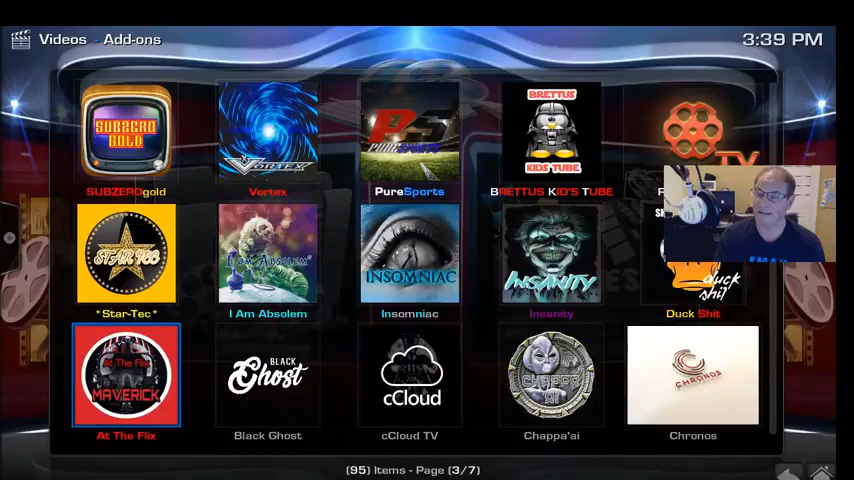 Videos - Add-ons
3:39 PM
SUBZERO
GOLD
VORTEX
PS
PURESPORTS
BRETTUS
KIDS TUBE
TV
SUBZEROgold
Vortex
PureSports
BRETTUS KID'S TUBE
STAR TEC
I Am Absolem
INSOMNIAC
INSANITY
duck
shit
*Star-Tec*
I Am Absolem
Insomniac
Insanity
Duck Shit
At The Flix
MAVERICK
BLACK
Ghost
cCloud
CHAPPA
AI
CHRONOS
At The Flix
Black Ghost
cCloud TV
Chappa'ai
Chronos
(95) Items - Page (3/7)